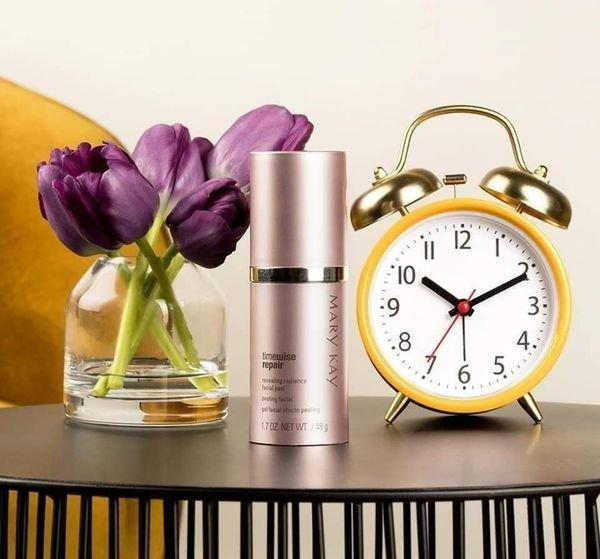 MARY KAY
timewise
repair
revealing radiance
facial peel
peeling facial
gel facial efecto peeling
1.7 OZ. NET WT. / 48 g
12
1
2
3
4
5
6
7
8
9
10
11